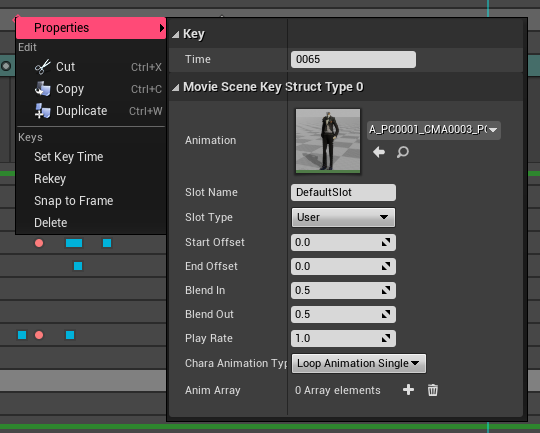 Properties
Edit
Cut Ctrl+X
Copy Ctrl+C
Duplicate Ctrl+W
Keys
Set Key Time
Rekey
Snap to Frame
Delete
Key
Time 0065
Movie Scene Key Struct Type 0
Animation A_PC0001_CMA0003_P
Slot Name DefaultSlot
Slot Type User
Start Offset 0.0
End Offset 0.0
Blend In 0.5
Blend Out 0.5
Play Rate 1.0
Chara Animation Typ Loop Animation Single
Anim Array 0 Array elements